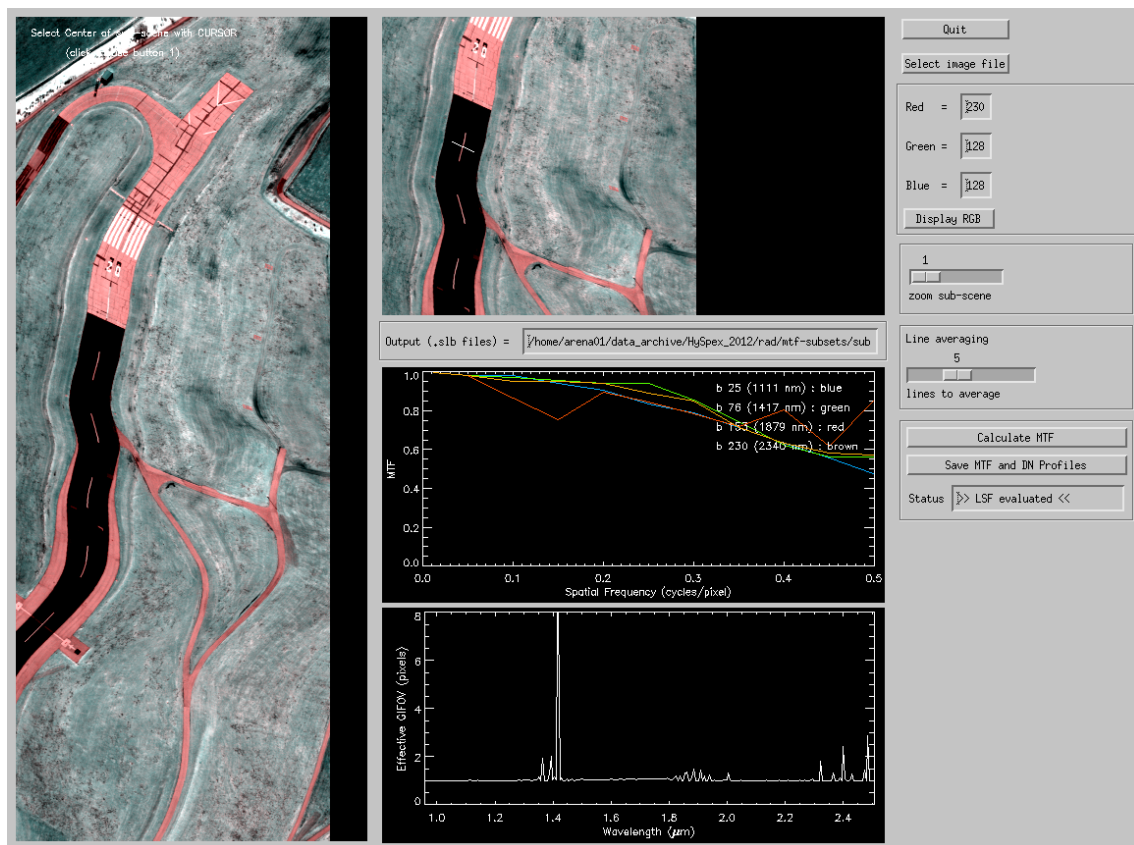 Select Center of sub-scene with CURSOR
(click mouse button 1)
Quit
Select image file
Red = 230
Green = 128
Blue = 128
Display RGB
1
zoom sub-scene
Output (.slb files) = /home/arena01/data_archive/HySpex_2012/rad/mtf-subsets/sub
Line averaging
5
lines to average
b 25 (1111 nm) : blue
b 76 (1417 nm) : green
b 153 (1879 nm) : red
b 230 (2340 nm) : brown
MTF
1.0
0.8
0.6
0.4
0.2
0.0
0.0 0.1 0.2 0.3 0.4 0.5
Spatial Frequency (cycles/pixel)
Calculate MTF
Save MTF and DN Profiles
Status >> LSF evaluated <<
Effective GIFOV (pixels)
8
6
4
2
0
1.0 1.4 1.6 1.8 2.0 2.2 2.4
Wavelength (μm)
20